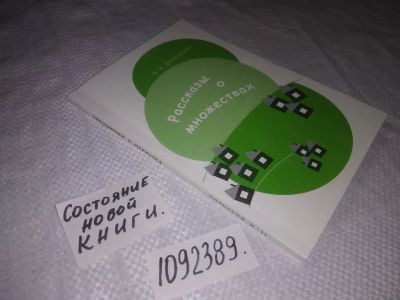 Рассказы о
множествах
Состояние
новой
книги.
1092389.